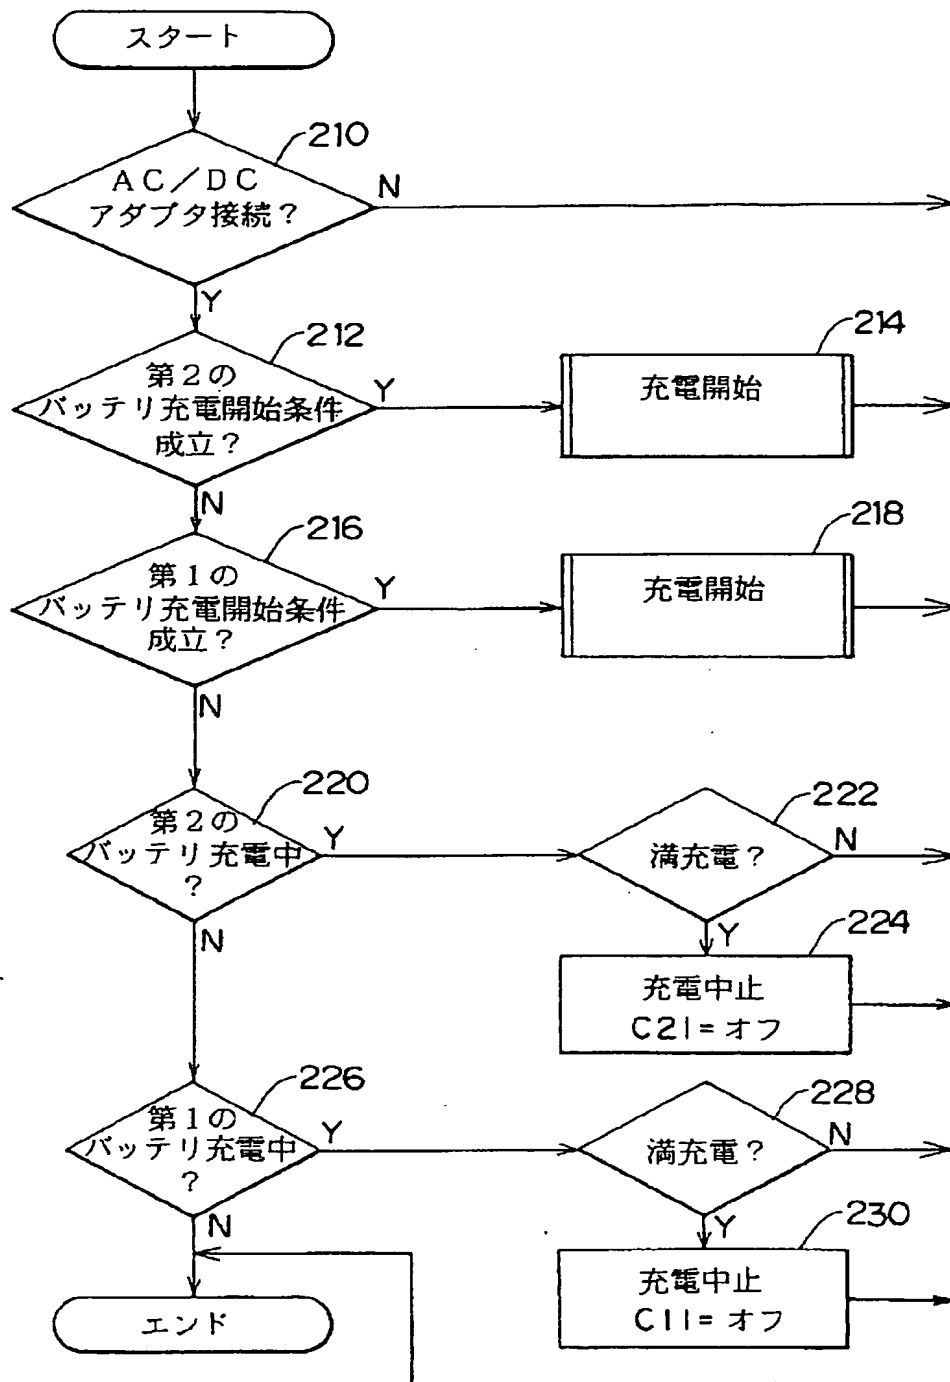 スタート
210
AC/DC
アダプタ接続?
N
Y
212
第2の
バッテリ充電開始条件
成立?
Y
214
充電開始
N
216
第1の
バッテリ充電開始条件
成立?
Y
218
充電開始
N
220
第2の
バッテリ充電中
?
Y
222
満充電?
N
Y
224
充電中止
C21=オフ
N
226
第1の
バッテリ充電中
?
Y
228
満充電?
N
Y
230
充電中止
C11=オフ
N
エンド